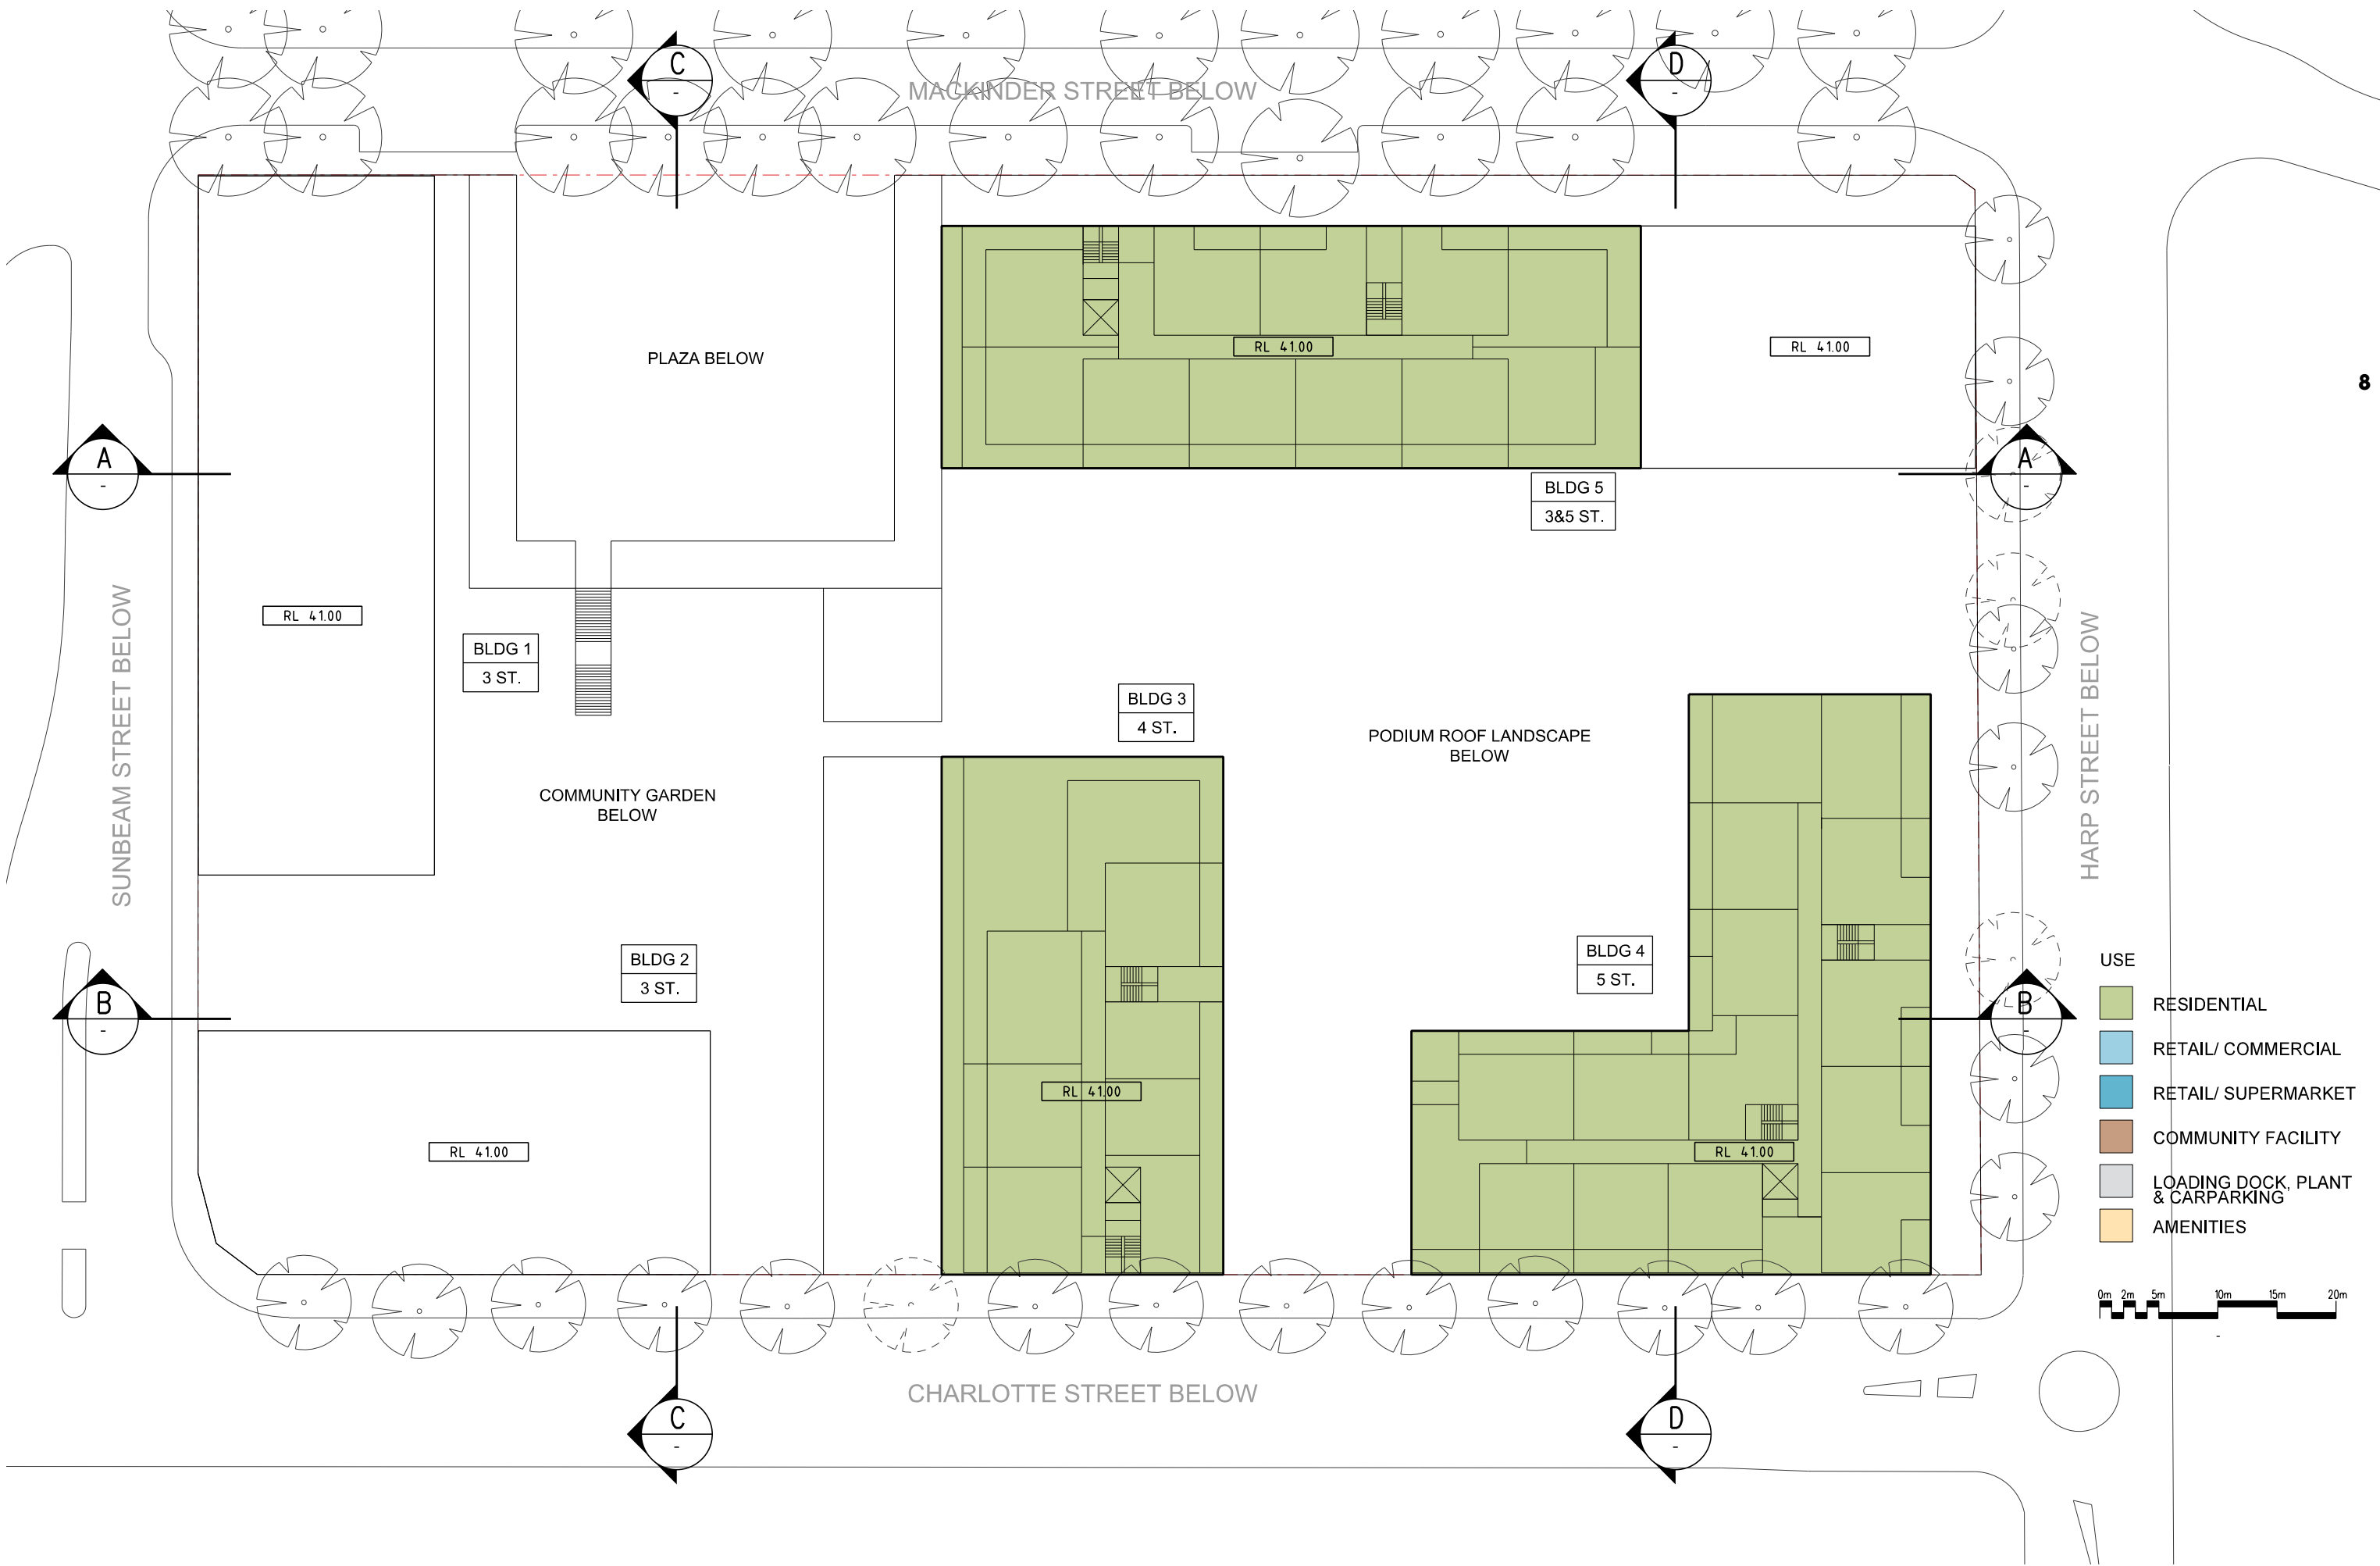 C
-
D
-
MACKINDER STREET BELOW
PLAZA BELOW
RL 41.00
RL 41.00
8
A
-
A
-
BLDG 5
3&5 ST.
SUNBEAM STREET BELOW
RL 41.00
BLDG 1
3 ST.
BLDG 3
4 ST.
HARP STREET BELOW
PODIUM ROOF LANDSCAPE
BELOW
COMMUNITY GARDEN
BELOW
BLDG 2
3 ST.
BLDG 4
5 ST.
B
-
B
-
RL 41.00
RL 41.00
RL 41.00
USE
RESIDENTIAL
RETAIL/ COMMERCIAL
RETAIL/ SUPERMARKET
COMMUNITY FACILITY
LOADING DOCK, PLANT
& CARPARKING
AMENITIES
0m 2m 5m 10m 15m 20m
-
CHARLOTTE STREET BELOW
C
-
D
-